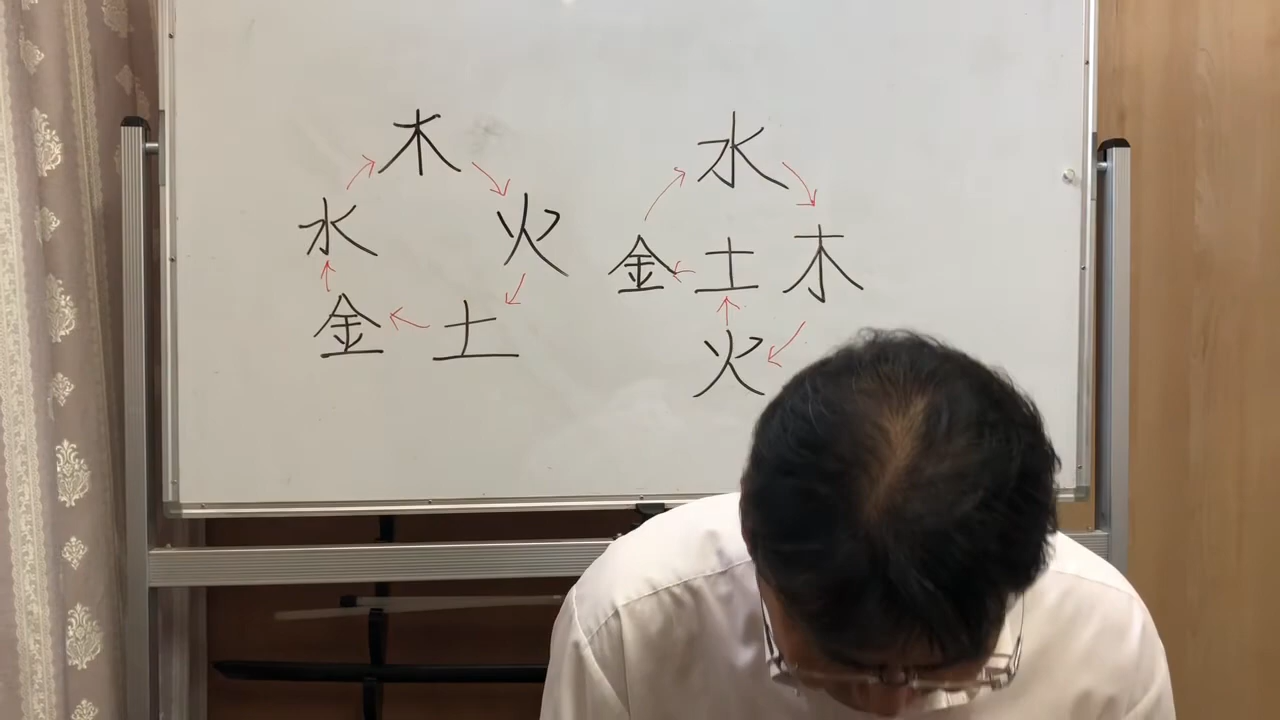 木
水 火
金 土
水
金 土 木
火